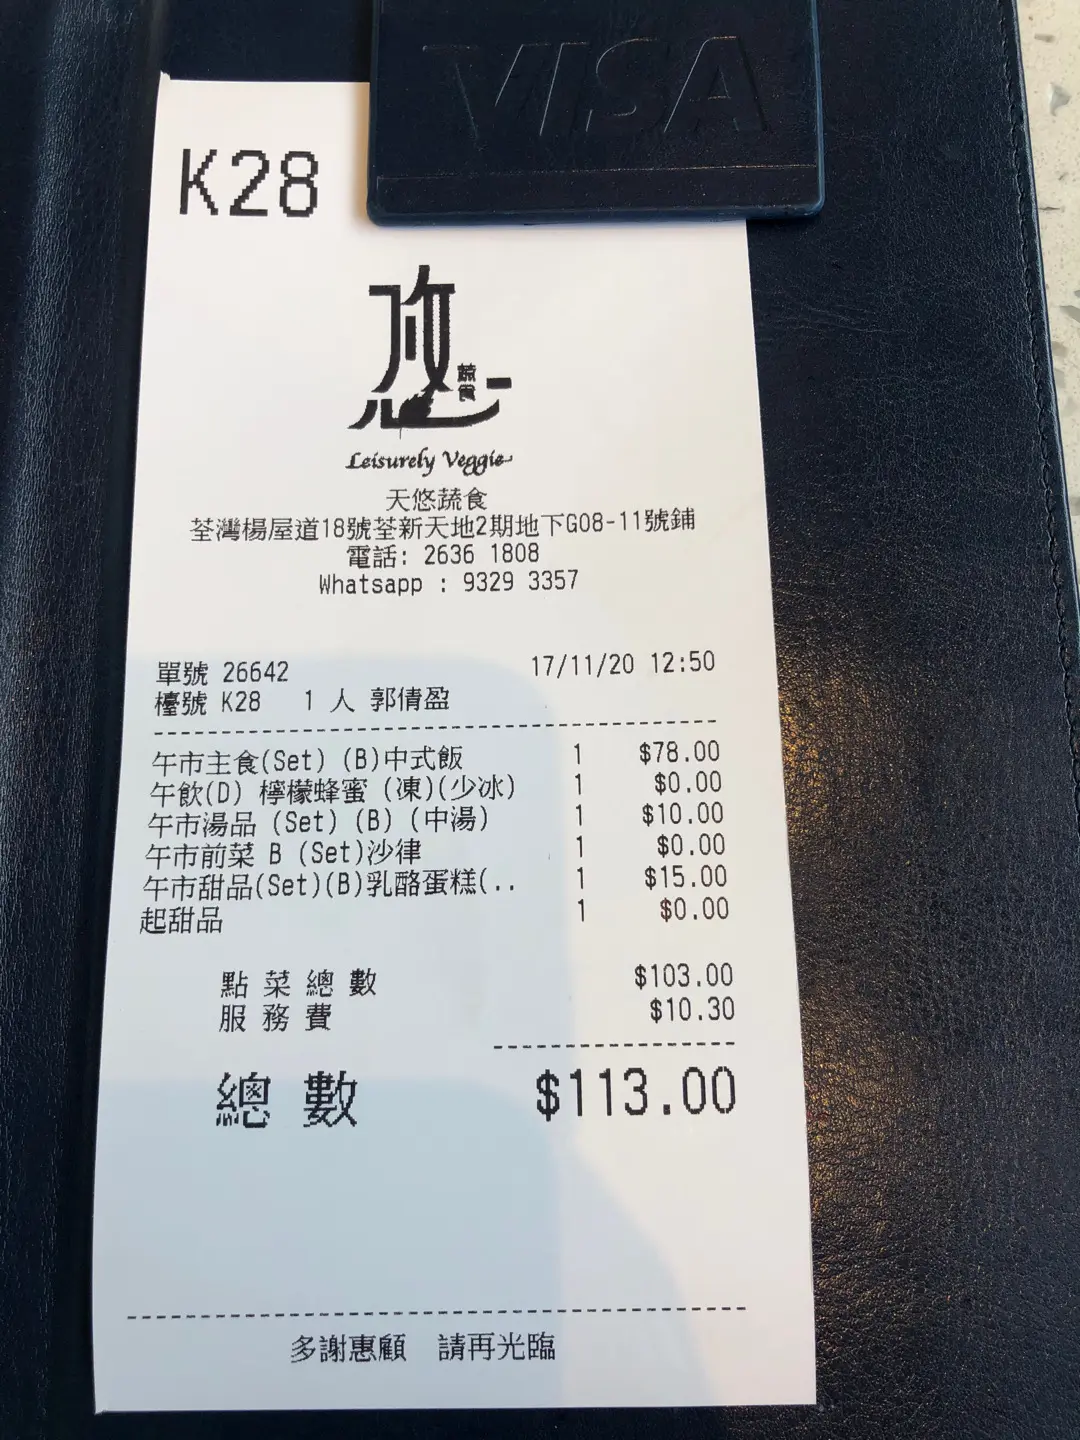 VISA
K28
悠
蔬食
Leisurely Veggie
天悠蔬食
荃灣楊屋道18號荃新天地2期地下G08-11號鋪
電話: 2636 1808
Whatsapp : 9329 3357
單號 26642 17/11/20 12:50
檯號 K28 1 人 郭倩盈
午市主食(Set) (B)中式飯 1 $78.00
午飲(D) 檸檬蜂蜜 (凍)(少冰) 1 $0.00
午市湯品 (Set) (B) (中湯) 1 $10.00
午市前菜 B (Set)沙律 1 $0.00
午市甜品(Set)(B)乳酪蛋糕(.. 1 $15.00
起甜品 1 $0.00
點菜總數 $103.00
服務費 $10.30
總數 $113.00
多謝惠顧 請再光臨